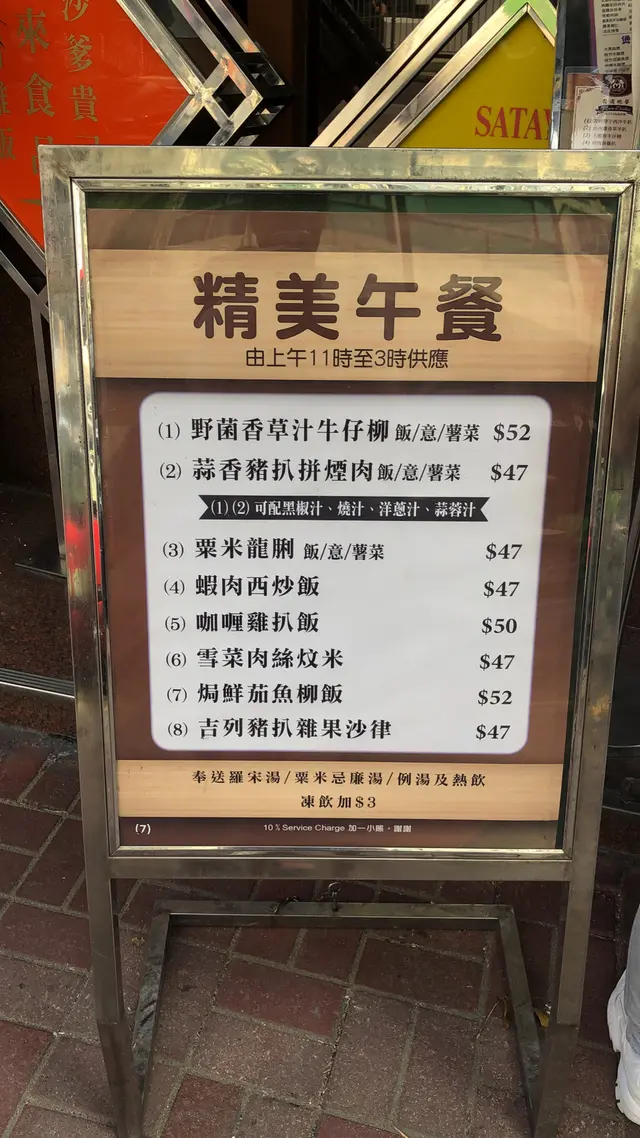 沙爹貴
來食品
SATAY
精美午餐
由上午11時至3時供應
(1) 野菌香草汁牛仔柳 飯/意/薯菜 $52
(2) 蒜香豬扒拼煙肉 飯/意/薯菜 $47
(1)(2) 可配黑椒汁、燒汁、洋蔥汁、蒜蓉汁
(3) 粟米龍脷 飯/意/薯菜 $47
(4) 蝦肉西炒飯 $47
(5) 咖喱雞扒飯 $50
(6) 雪菜肉絲炆米 $47
(7) 焗鮮茄魚柳飯 $52
(8) 吉列豬扒雜果沙律 $47
奉送羅宋湯/粟米忌廉湯/例湯及熱飲
凍飲加$3
(7) 10% Service Charge 加一小賬。謝謝